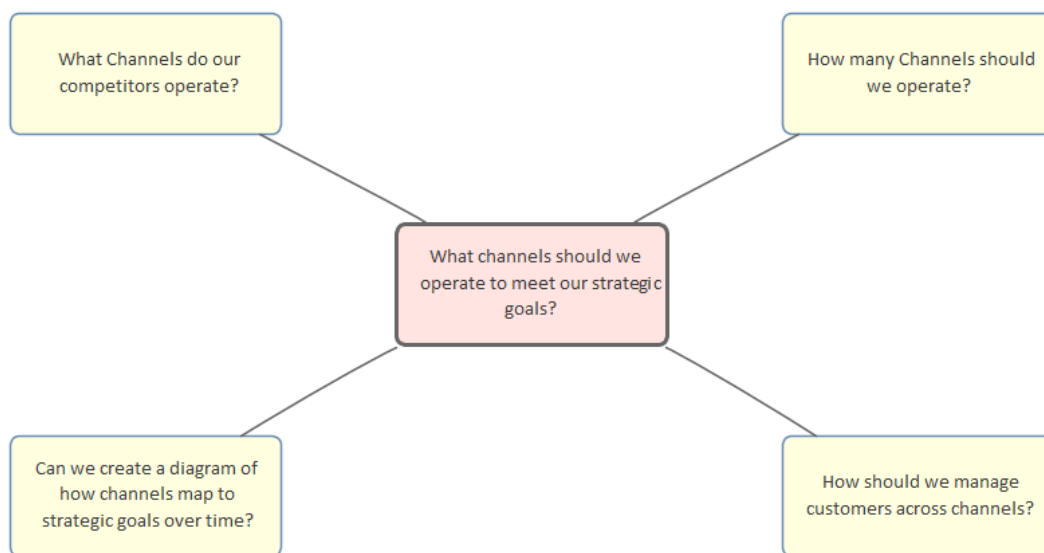 What Channels do our
competitors operate?
How many Channels should
we operate?
What channels should we
operate to meet our strategic
goals?
Can we create a diagram of
how channels map to
strategic goals over time?
How should we manage
customers across channels?